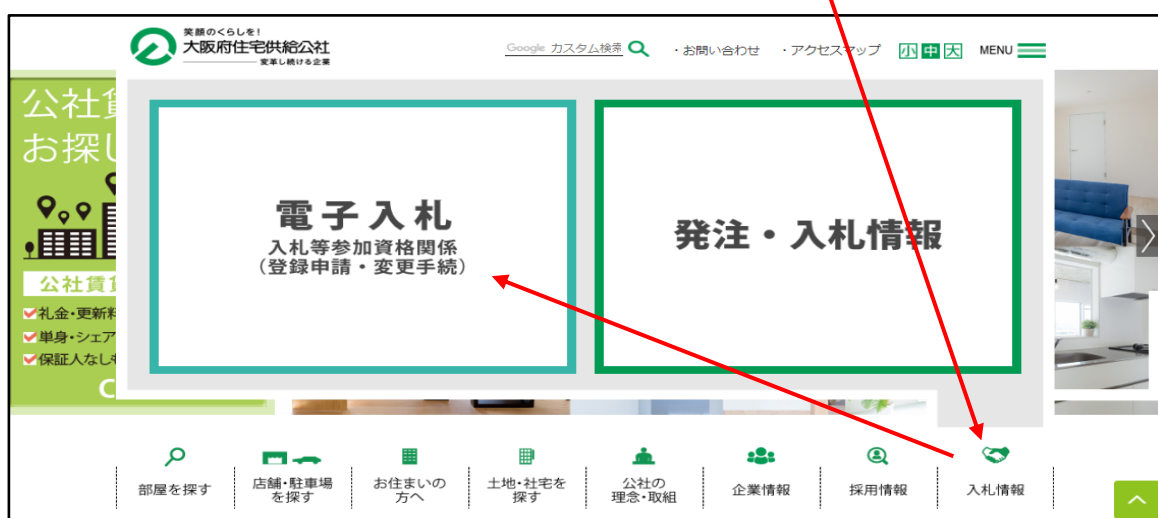 笑顔のくらしを!
大阪府住宅供給公社
変革し続ける企業
Google カスタム検索
・お問い合わせ
・アクセスマップ
小 中 大
MENU
公社賃
お探し
公社賃
礼金・更新料
単身・シェア
保証人なしも
電子入札
入札等参加資格関係
(登録申請・変更手続)
発注・入札情報
部屋を探す
店舗・駐車場
を探す
お住まいの
方へ
土地・社宅を
探す
公社の
理念・取組
企業情報
採用情報
入札情報